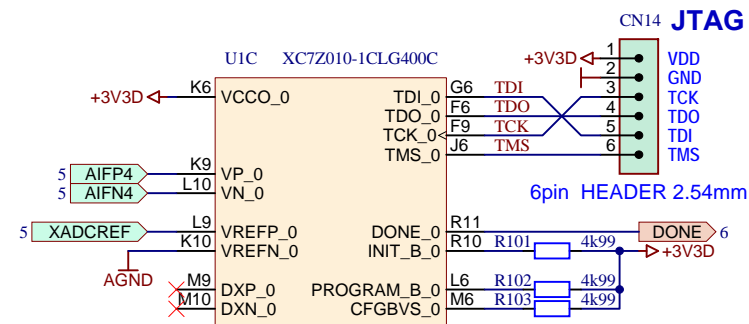 CN14 JTAG
U1C XC7Z010-1CLG400C
+3V3D 1 VDD
2 GND
+3V3D K6 VCCO_0 TDI_0 G6 TDI 3 TCK
TDO_0 F6 TDO 4 TDO
TCK_0 F9 TCK 5 TDI
TMS_0 J6 TMS 6 TMS
5 AIFP4 K9 VP_0
5 AIFN4 L10 VN_0
6pin HEADER 2.54mm
5 XADCREF L9 VREFP_0 DONE_0 R11 DONE 6
K10 VREFN_0 INIT_B_0 R10 R101 4k99 +3V3D
AGND
M9 DXP_0 PROGRAM_B_0 L6 R102 4k99
M10 DXN_0 CFGBVS_0 M6 R103 4k99